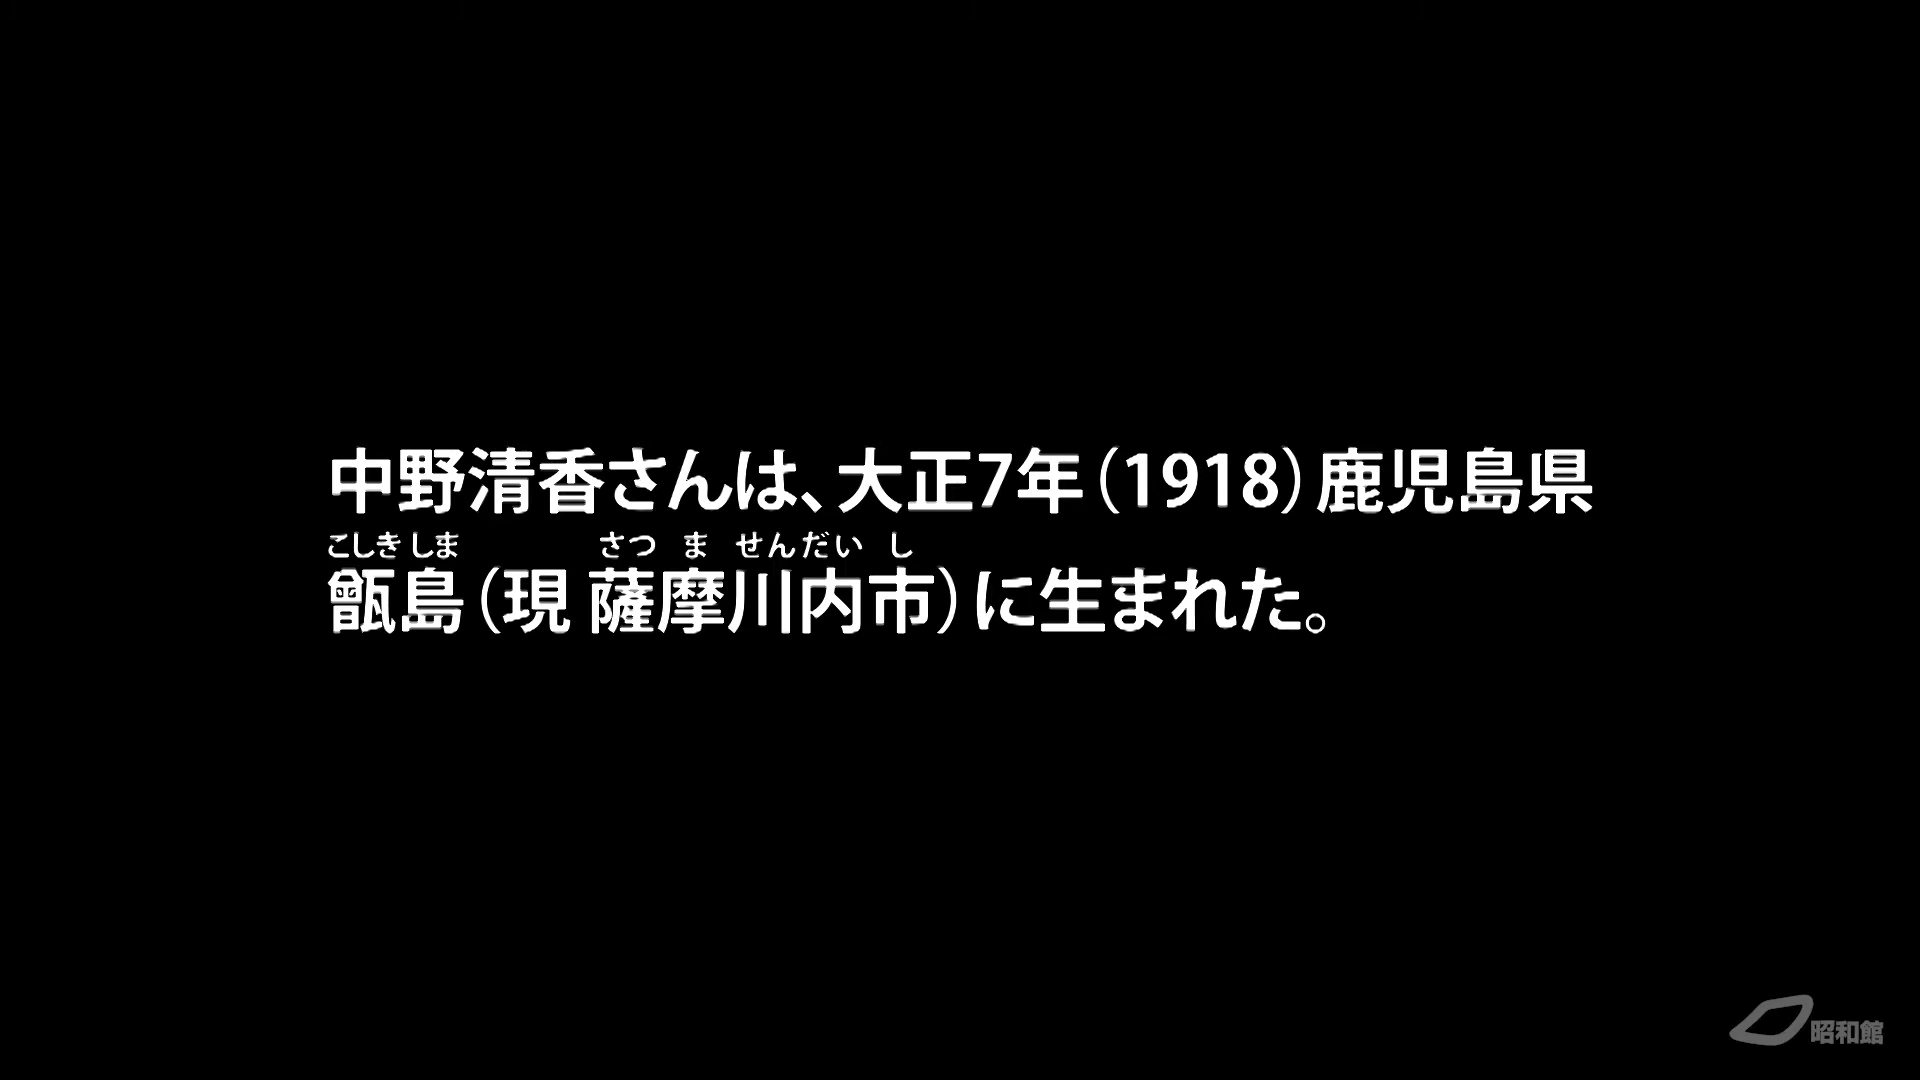 中野清香さんは、大正7年（1918）鹿児島県
こしきしま さつ ま せんだい し
甑島（現 薩摩川内市）に生まれた。
昭和館